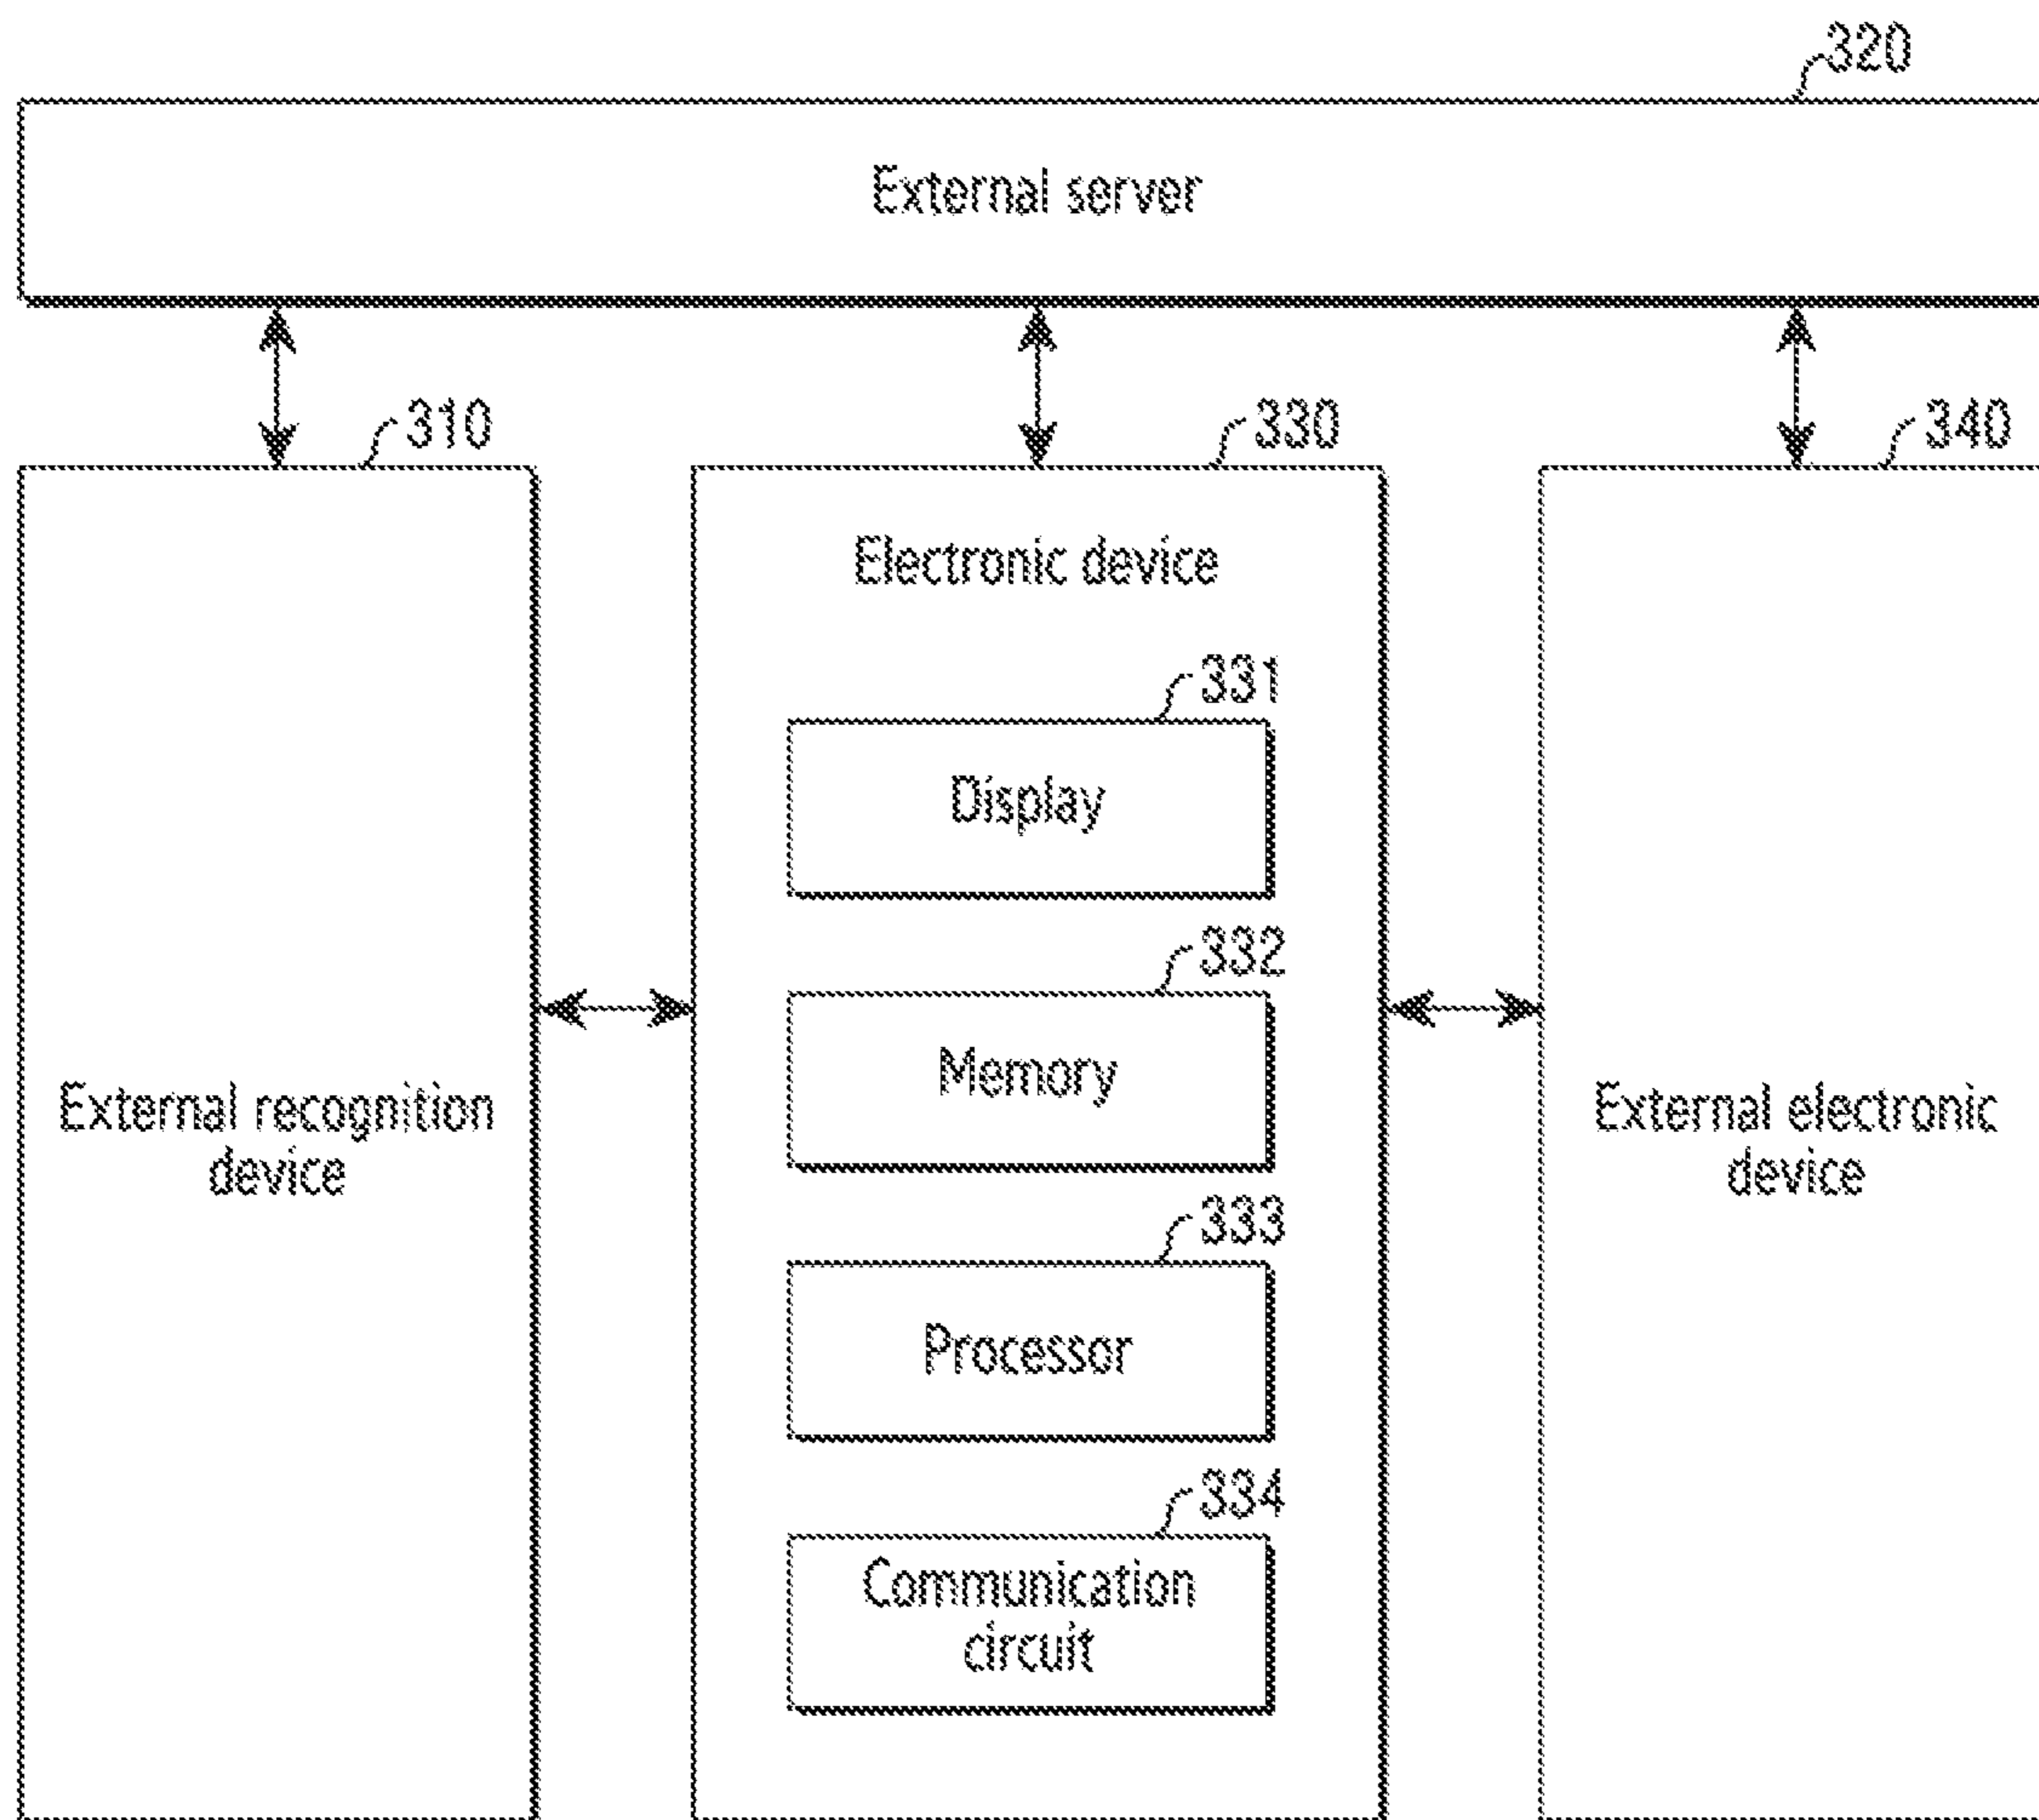 320
External server
310
330
340
Electronic device
331
Display
332
Memory
External recognition
device
External electronic
device
333
Processor
334
Communication
circuit